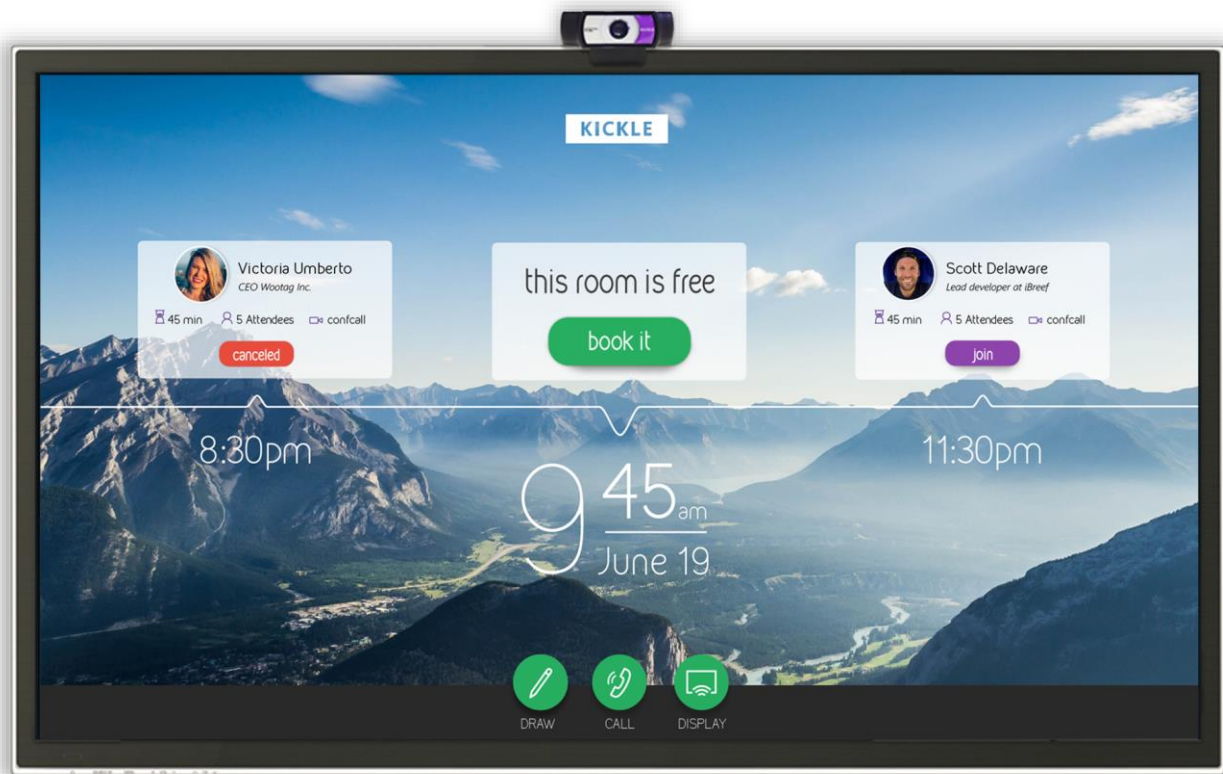 KICKLE
Victoria Umberto
CEO Wootag Inc.
45 min 5 Attendees confcall
canceled
this room is free
book it
Scott Delaware
Lead developer at iBreef
45 min 5 Attendees confcall
join
8:30pm
9 45 am
June 19
11:30pm
DRAW
CALL
DISPLAY